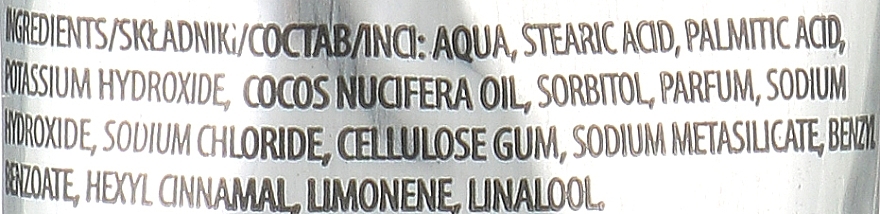 INGREDIENTS/SKŁADNIKi/СОСТАВ/INCI: AQUA, STEARIC ACID, PALMITIC ACID,
POTASSIUM HYDROXIDE, COCOS NUCIFERA OIL, SORBITOL, PARFUM, SODIUM
HYDROXIDE, SODIUM CHLORIDE, CELLULOSE GUM, SODIUM METASILICATE, BENZYL
BENZOATE, HEXYL CINNAMAL, LIMONENE, LINALOOL.